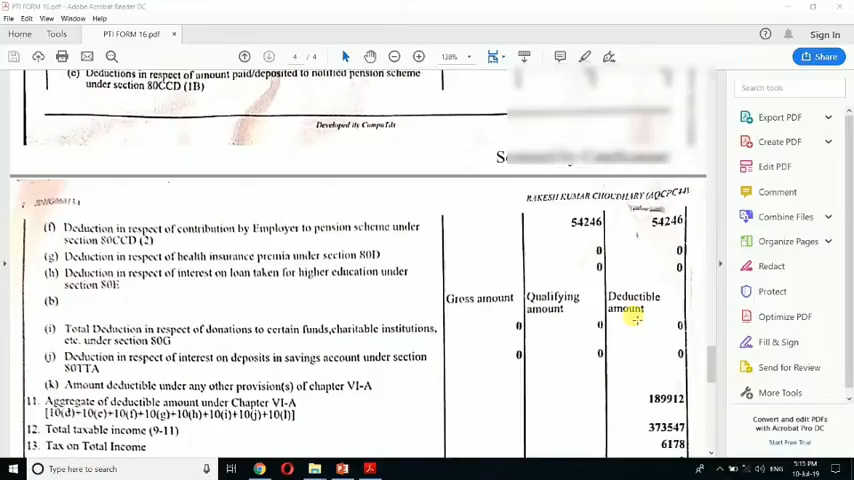 PTI FORM 16.pdf - Adobe Acrobat Reader DC
File Edit View Window Help
Home Tools PTI FORM 16.pdf × Sign In
4 / 4 138% Share
(e) Deductions in respect of amount paid/deposited to notified pension scheme
under section 80CCD (1B)
Developed by CompuTds
RAKESH KUMAR CHOUDHARY
(f) Deduction in respect of contribution by Employer to pension scheme under 54246 54246
section 80CCD (2)
(g) Deduction in respect of health insurance premia under section 80D 0 0
(h) Deduction in respect of interest on loan taken for higher education under 0 0
section 80E
(b) Gross amount Qualifying Deductible
amount amount
(i) Total Deduction in respect of donations to certain funds,charitable institutions, 0 0 0
etc. under section 80G
(j) Deduction in respect of interest on deposits in savings account under section 0 0 0
80TTA
(k) Amount deductible under any other provision(s) of chapter VI-A
11. Aggregate of deductible amount under Chapter VI-A 189912
[10(d)+10(e)+10(f)+10(g)+10(h)+10(i)+10(j)+10(l)]
12. Total taxable income (9-11) 373547
13. Tax on Total Income 6178
Search tools
Export PDF
Create PDF
Edit PDF
Comment
Combine Files
Organize Pages
Redact
Protect
Optimize PDF
Fill & Sign
Send for Review
More Tools
Convert and edit PDFs
with Acrobat Pro DC
Start Free Trial
Type here to search
ENG
5:15 PM
10-Jul-19